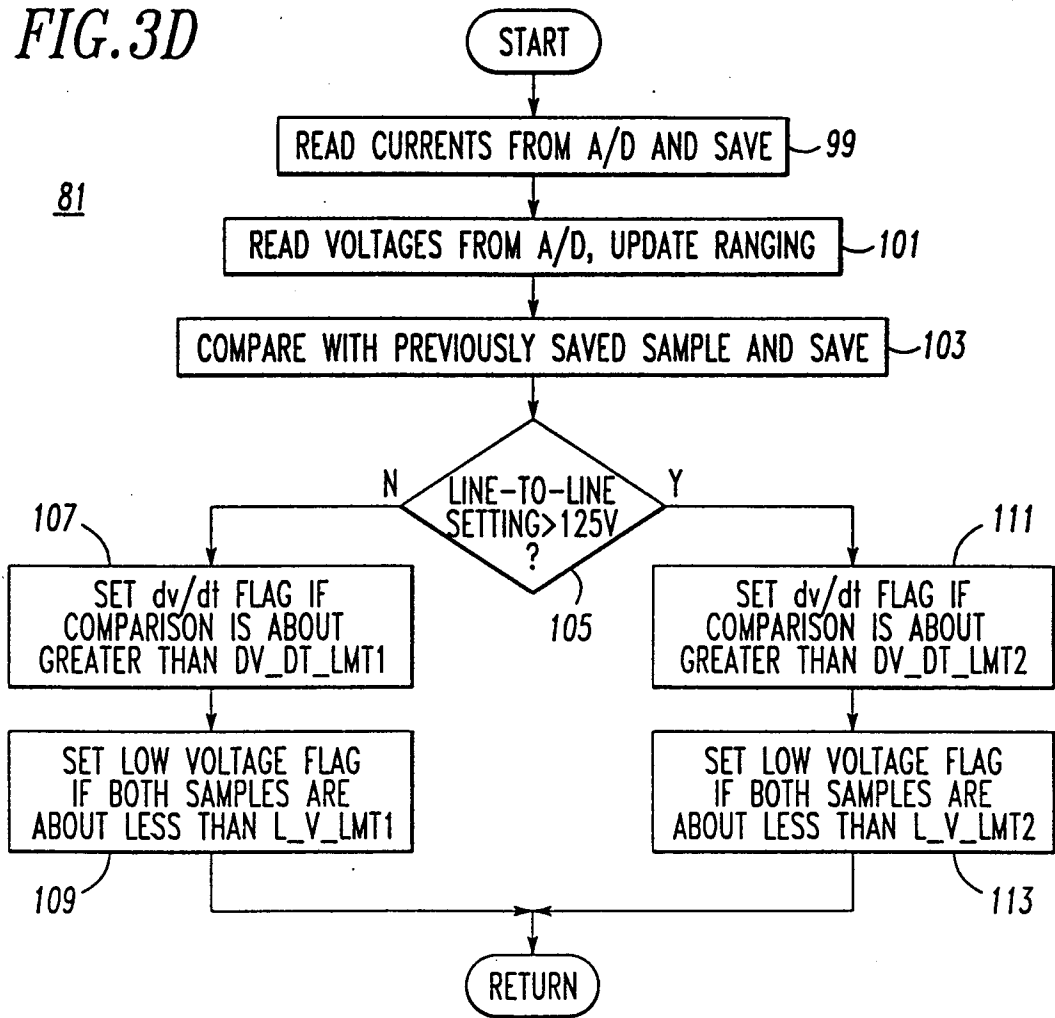 FIG.3D
START
READ CURRENTS FROM A/D AND SAVE
99
81
READ VOLTAGES FROM A/D, UPDATE RANGING
101
COMPARE WITH PREVIOUSLY SAVED SAMPLE AND SAVE
103
N
LINE-TO-LINE
SETTING>125V
?
Y
105
107
SET dv/dt FLAG IF
COMPARISON IS ABOUT
GREATER THAN DV_DT_LMT1
111
SET dv/dt FLAG IF
COMPARISON IS ABOUT
GREATER THAN DV_DT_LMT2
SET LOW VOLTAGE FLAG
IF BOTH SAMPLES ARE
ABOUT LESS THAN L_V_LMT1
109
SET LOW VOLTAGE FLAG
IF BOTH SAMPLES ARE
ABOUT LESS THAN L_V_LMT2
113
RETURN